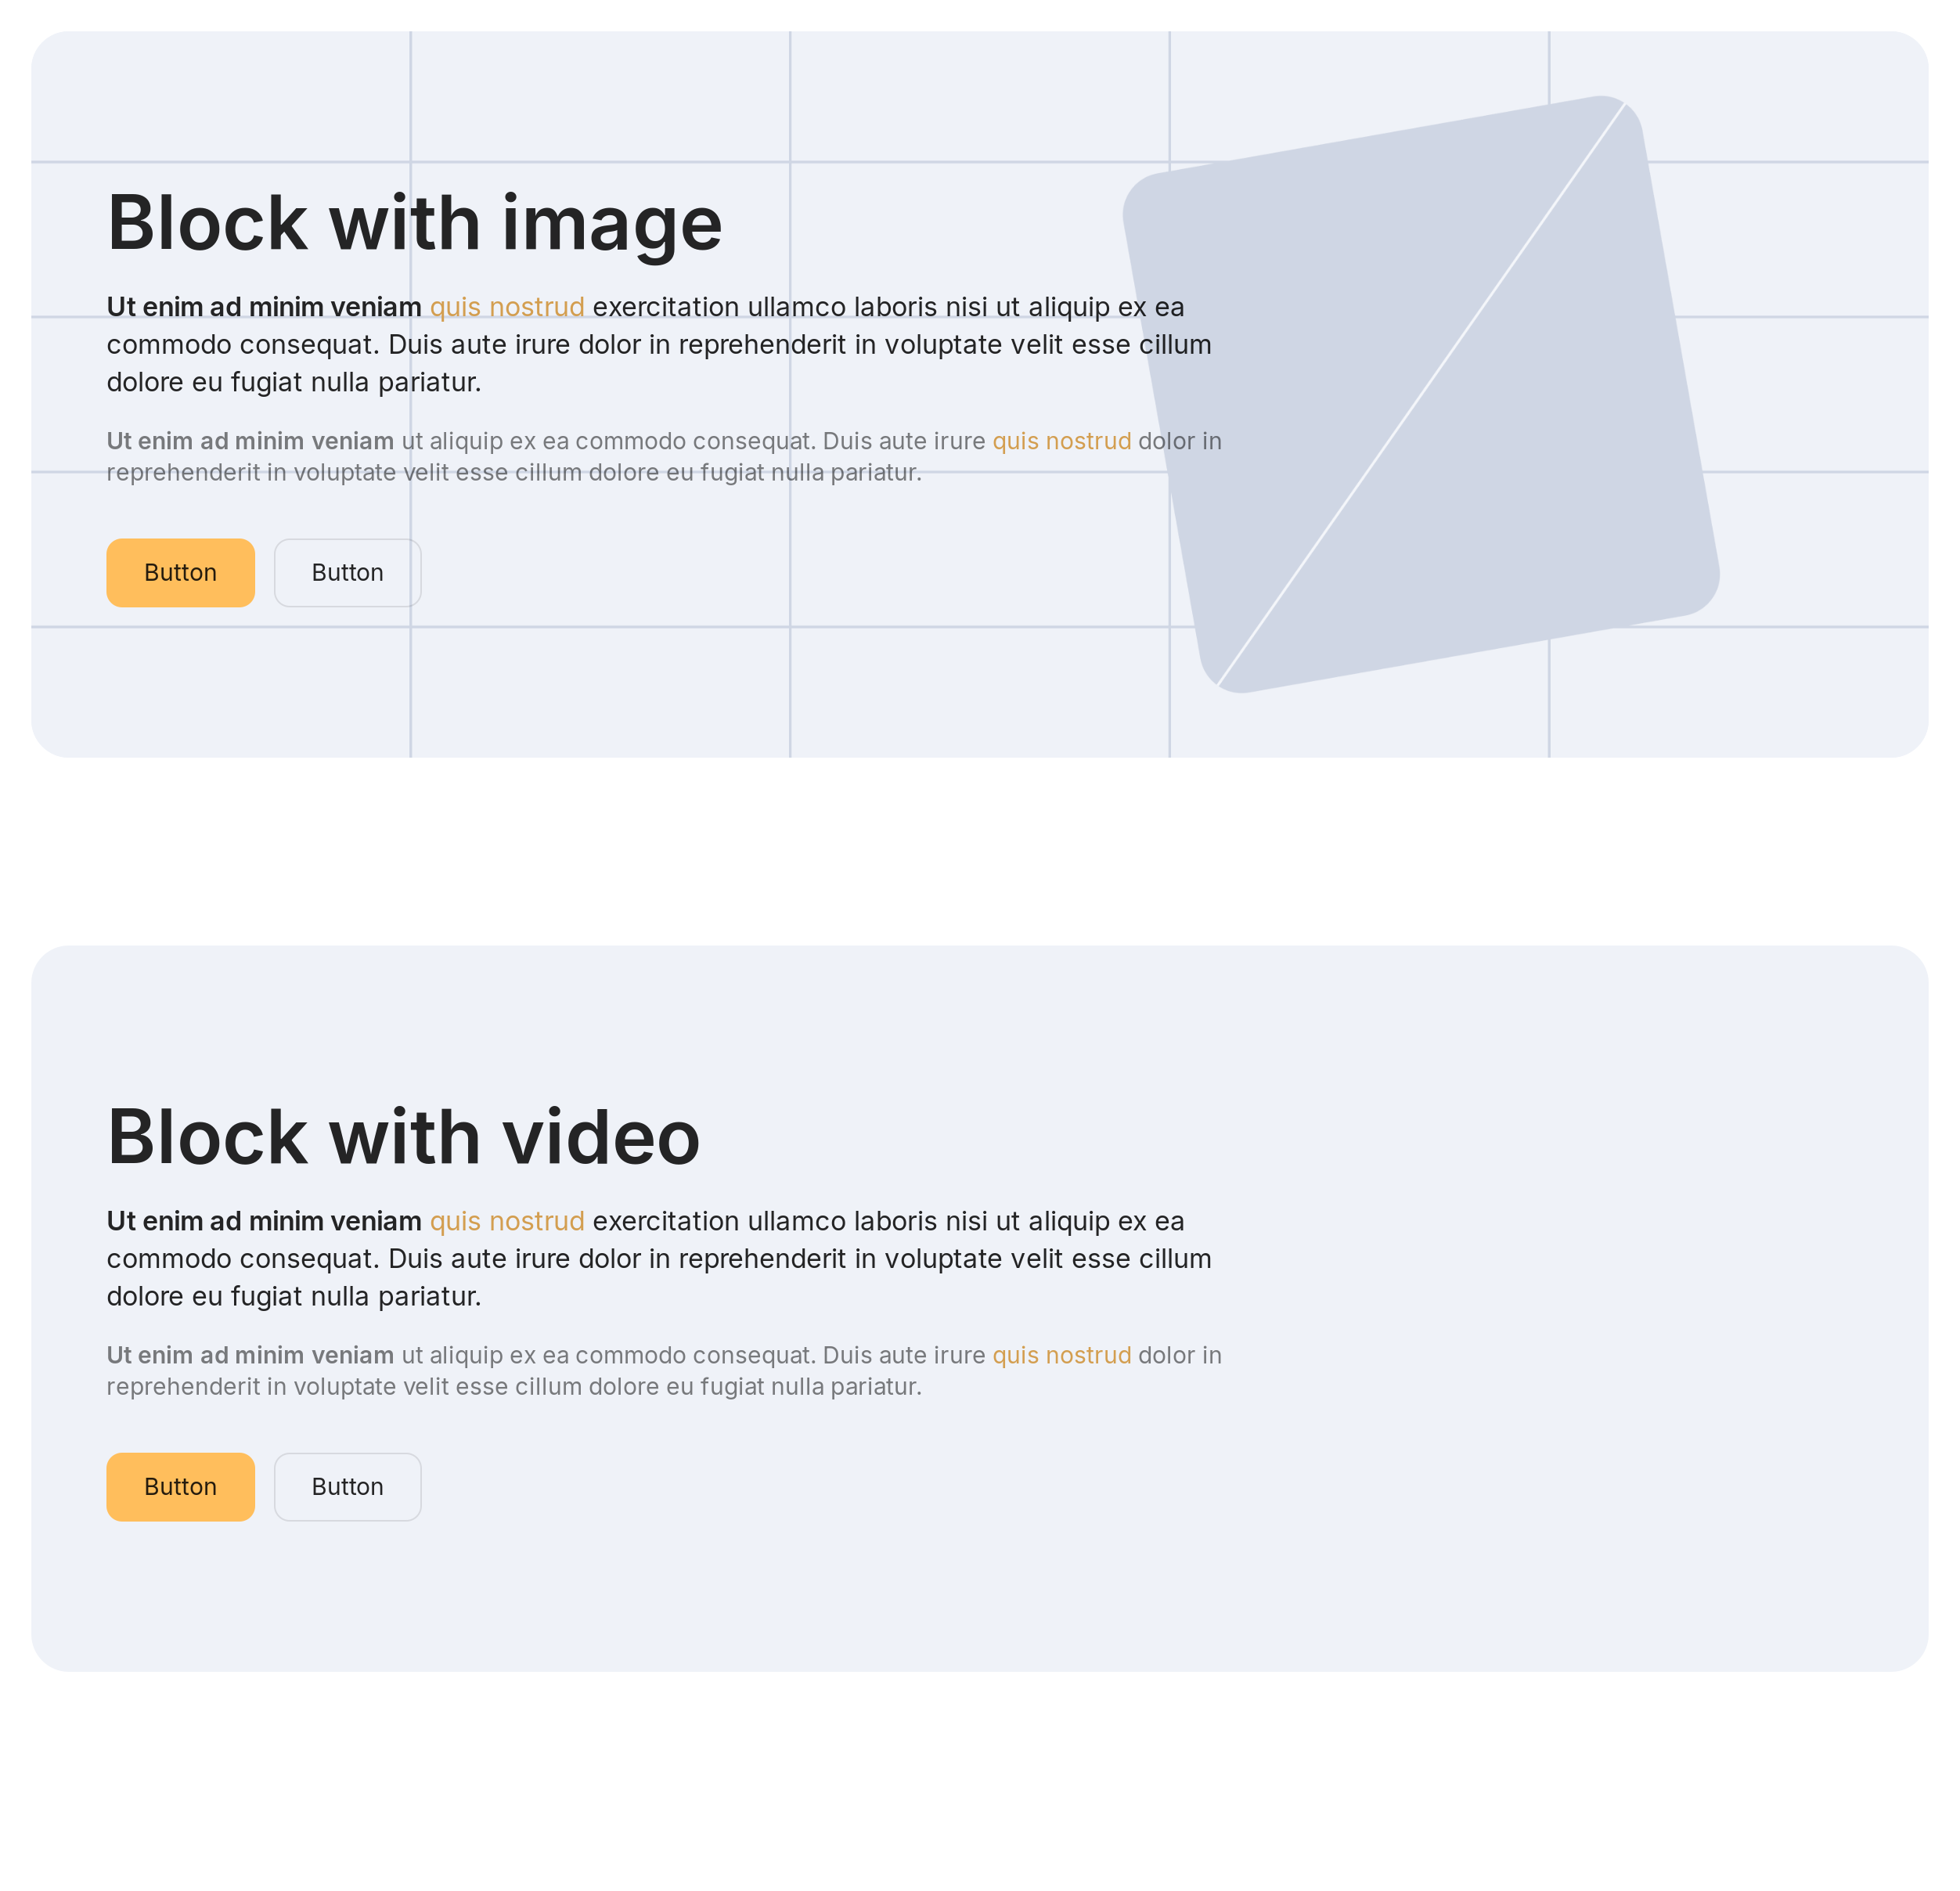 Block with image
Ut enim ad minim veniam quis nostrud exercitation ullamco laboris nisi ut aliquip ex ea
commodo consequat. Duis aute irure dolor in reprehenderit in voluptate velit esse cillum
dolore eu fugiat nulla pariatur.
Ut enim ad minim veniam ut aliquip ex ea commodo consequat. Duis aute irure quis nostrud dolor in
reprehenderit in voluptate velit esse cillum dolore eu fugiat nulla pariatur.
Button Button
Block with video
Ut enim ad minim veniam quis nostrud exercitation ullamco laboris nisi ut aliquip ex ea
commodo consequat. Duis aute irure dolor in reprehenderit in voluptate velit esse cillum
dolore eu fugiat nulla pariatur.
Ut enim ad minim veniam ut aliquip ex ea commodo consequat. Duis aute irure quis nostrud dolor in
reprehenderit in voluptate velit esse cillum dolore eu fugiat nulla pariatur.
Button Button